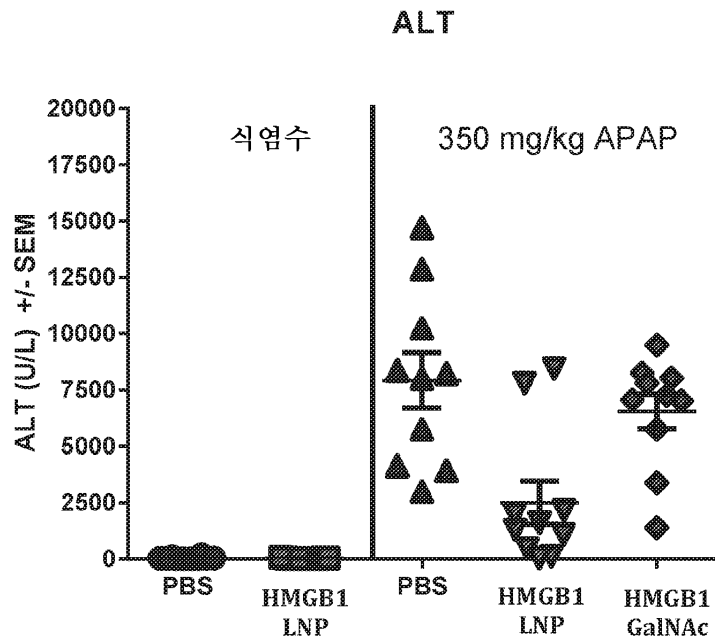 ALT
식염수
350 mg/kg APAP
ALT (U/L) +/- SEM
20000
17500
15000
12500
10000
7500
5000
2500
0
PBS
HMGB1
LNP
PBS
HMGB1
LNP
HMGB1
GalNAc